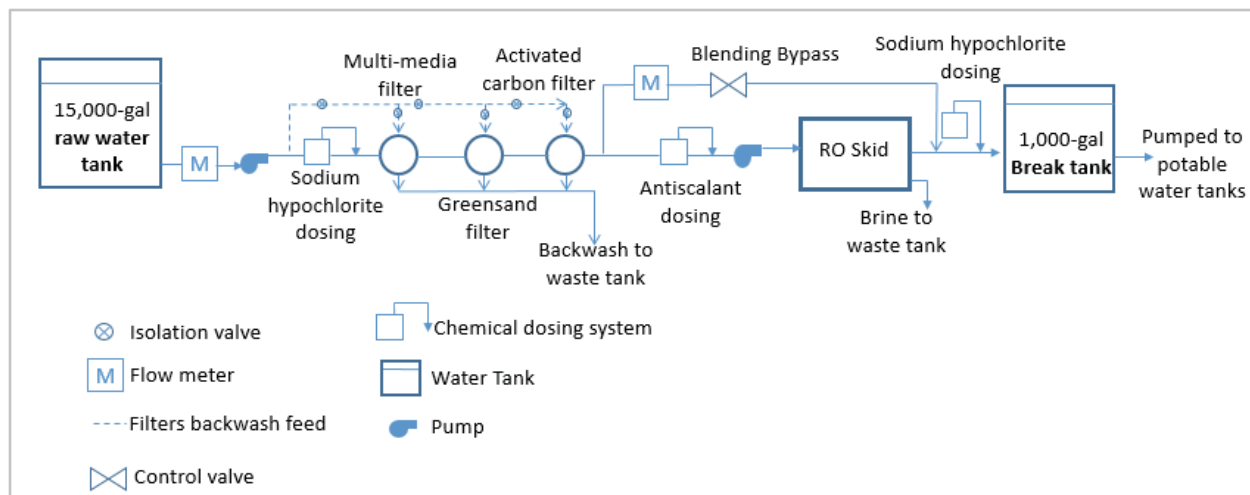 15,000-gal
raw water
tank
M
Multi-media
filter
Activated
carbon filter
Sodium
hypochlorite
dosing
Greensand
filter
Backwash to
waste tank
M
Blending Bypass
Antiscalant
dosing
RO Skid
Brine to
waste tank
Sodium hypochlorite
dosing
1,000-gal
Break tank
Pumped to
potable
water tanks
Isolation valve
M
Flow meter
Filters backwash feed
Control valve
Chemical dosing system
Water Tank
Pump